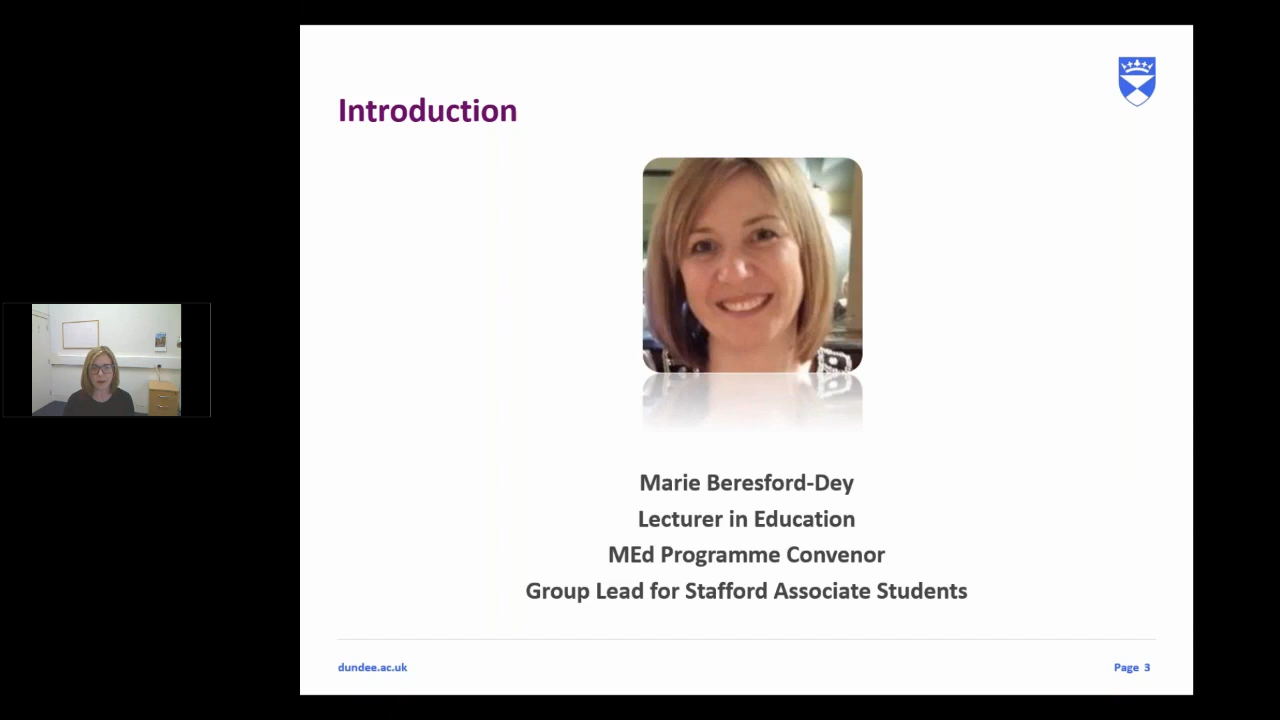 Introduction
Marie Beresford-Dey
Lecturer in Education
MEd Programme Convenor
Group Lead for Stafford Associate Students
dundee.ac.uk
Page 3